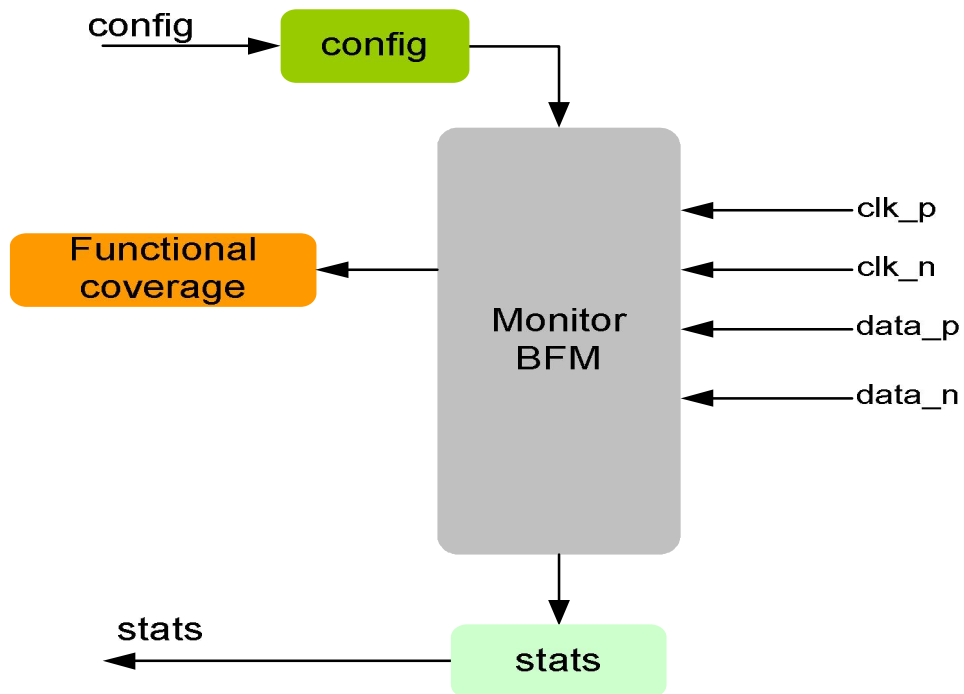 config
config
clk_p
Functional
coverage
clk_n
Monitor
BFM
data_p
data_n
stats
stats